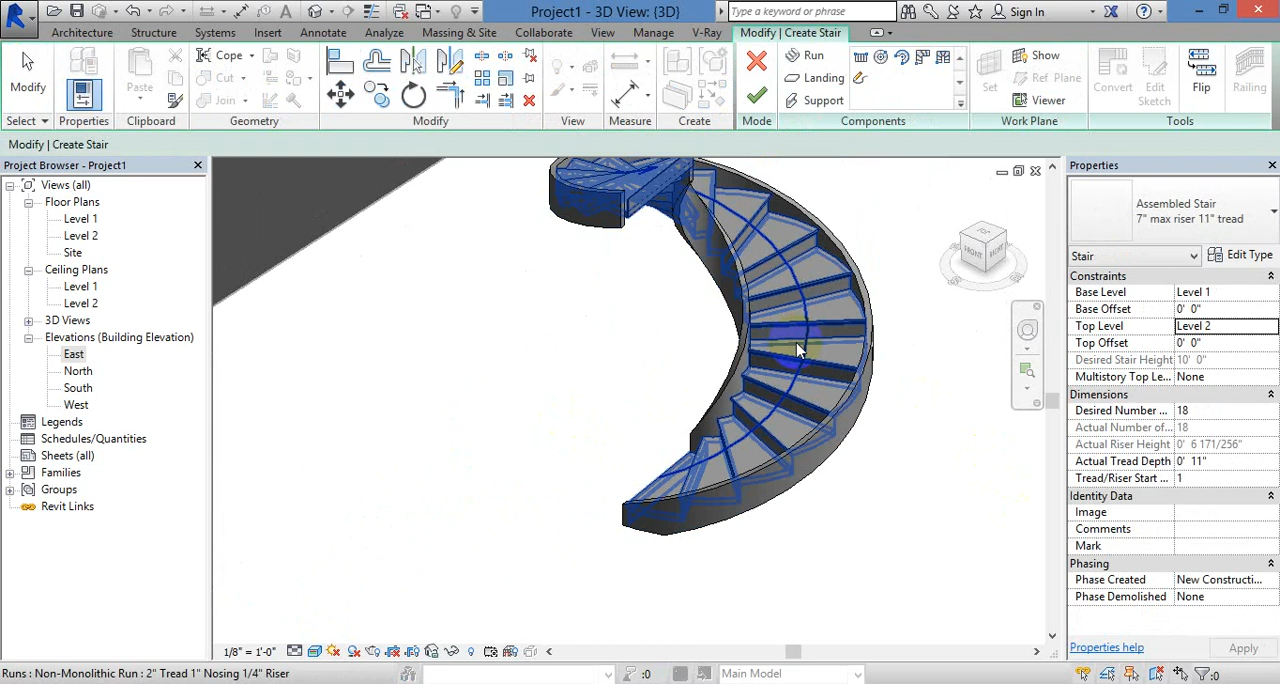 Project1 - 3D View: {3D}
Type a keyword or phrase
Sign In
Architecture Structure Systems Insert Annotate Analyze Massing & Site Collaborate View Manage V-Ray Modify | Create Stair
Modify
Paste
Cope
Cut
Join
Run
Landing
Support
Set
Show
Ref Plane
Viewer
Convert
Edit Sketch
Flip
Railing
Select Properties Clipboard Geometry Modify View Measure Create Mode Components Work Plane Tools
Modify | Create Stair
Project Browser - Project1
Views (all)
Floor Plans
Level 1
Level 2
Site
Ceiling Plans
Level 1
Level 2
3D Views
Elevations (Building Elevation)
East
North
South
West
Legends
Schedules/Quantities
Sheets (all)
Families
Groups
Revit Links
TOP
FRONT
RIGHT
Properties
Assembled Stair
7" max riser 11" tread
Stair Edit Type
Constraints
Base Level Level 1
Base Offset 0' 0"
Top Level Level 2
Top Offset 0' 0"
Desired Stair Height 10' 0"
Multistory Top Le... None
Dimensions
Desired Number ... 18
Actual Number of... 18
Actual Riser Height 0' 6 171/256"
Actual Tread Depth 0' 11"
Tread/Riser Start ... 1
Identity Data
Image
Comments
Mark
Phasing
Phase Created New Constructi...
Phase Demolished None
Properties help Apply
1/8" = 1'-0"
Runs : Non-Monolithic Run : 2" Tread 1" Nosing 1/4" Riser
:0
Main Model
:0